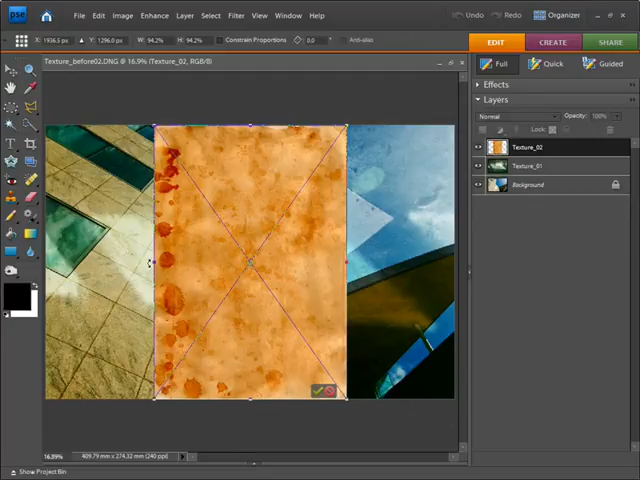 pse File Edit Image Enhance Layer Select Filter View Window Help Undo Redo Organizer
X: 1936.5 px Y: 1296.0 px W: 94.2% H: 94.2% Constrain Proportions 0.0 Anti-alias EDIT CREATE SHARE
Texture_before02.DNG @ 16.9% (Texture_02, RGB/8)
Full Quick Guided
Effects
Layers
Normal Opacity: 100%
Lock:
Texture_02
Texture_01
Background
16.89% 409.79 mm x 274.32 mm (240 ppi)
Show Project Bin